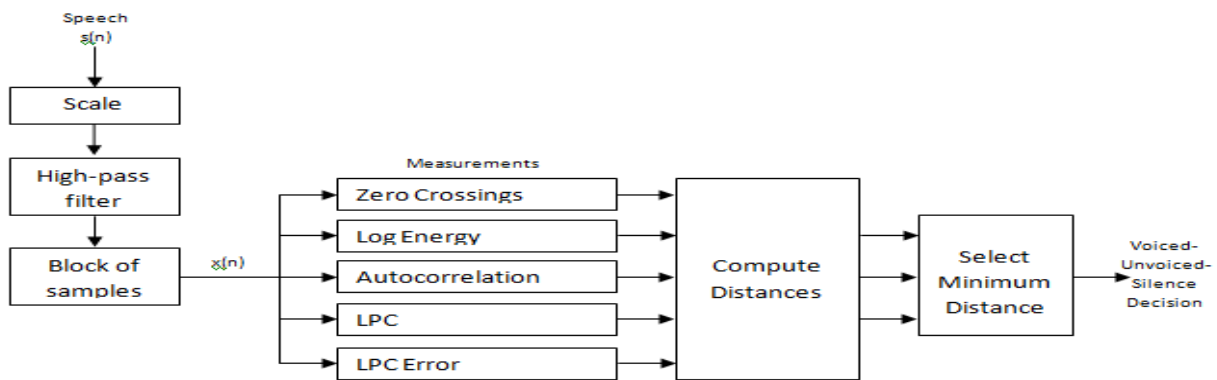 Speech
s(n)
Scale
High-pass
filter
Block of
samples
x(n)
Measurements
Zero Crossings
Log Energy
Autocorrelation
LPC
LPC Error
Compute
Distances
Select
Minimum
Distance
Voiced-
Unvoiced-
Silence
Decision